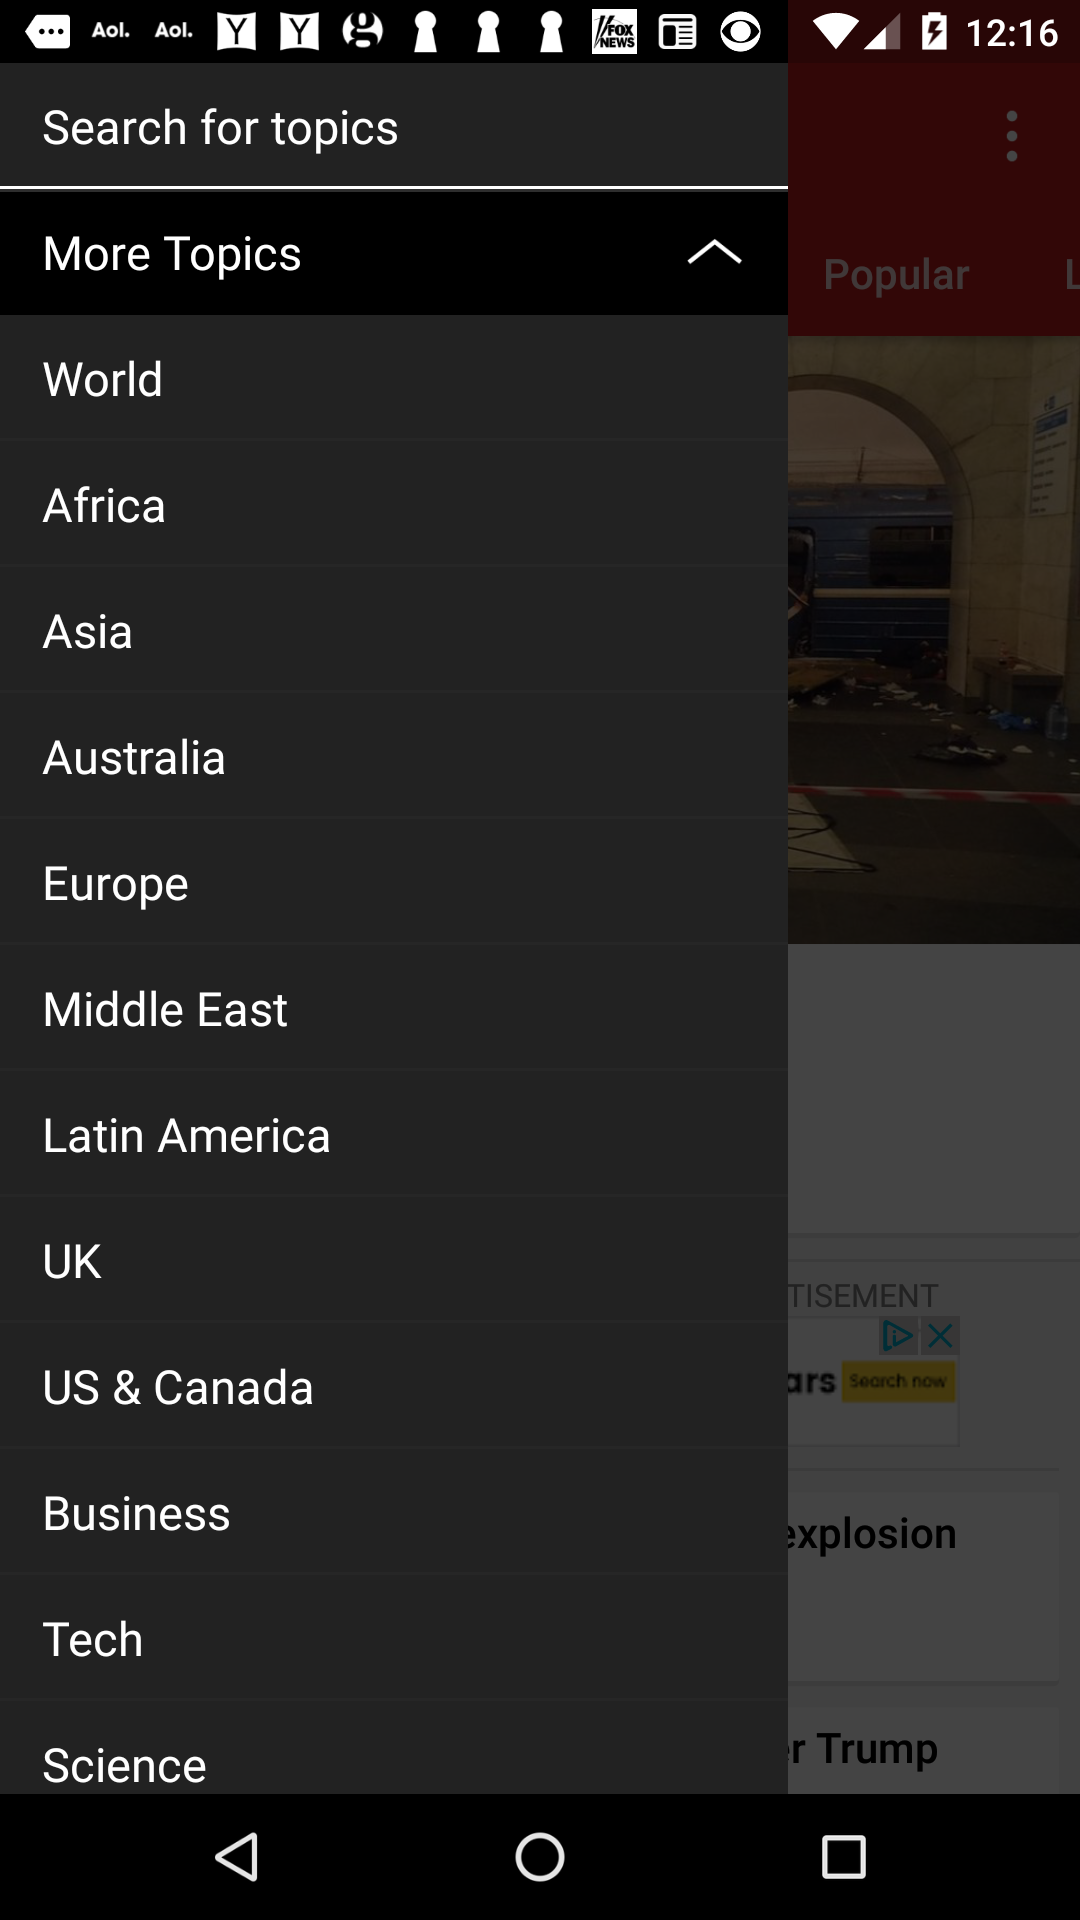 Aol. Aol. Y Y g FOX NEWS 12:16
Search for topics
More Topics
Popular L
World
Africa
Asia
Australia
Europe
Middle East
Latin America
UK
TISEMENT
US & Canada
ars Search now
Business
explosion
Tech
er Trump
Science